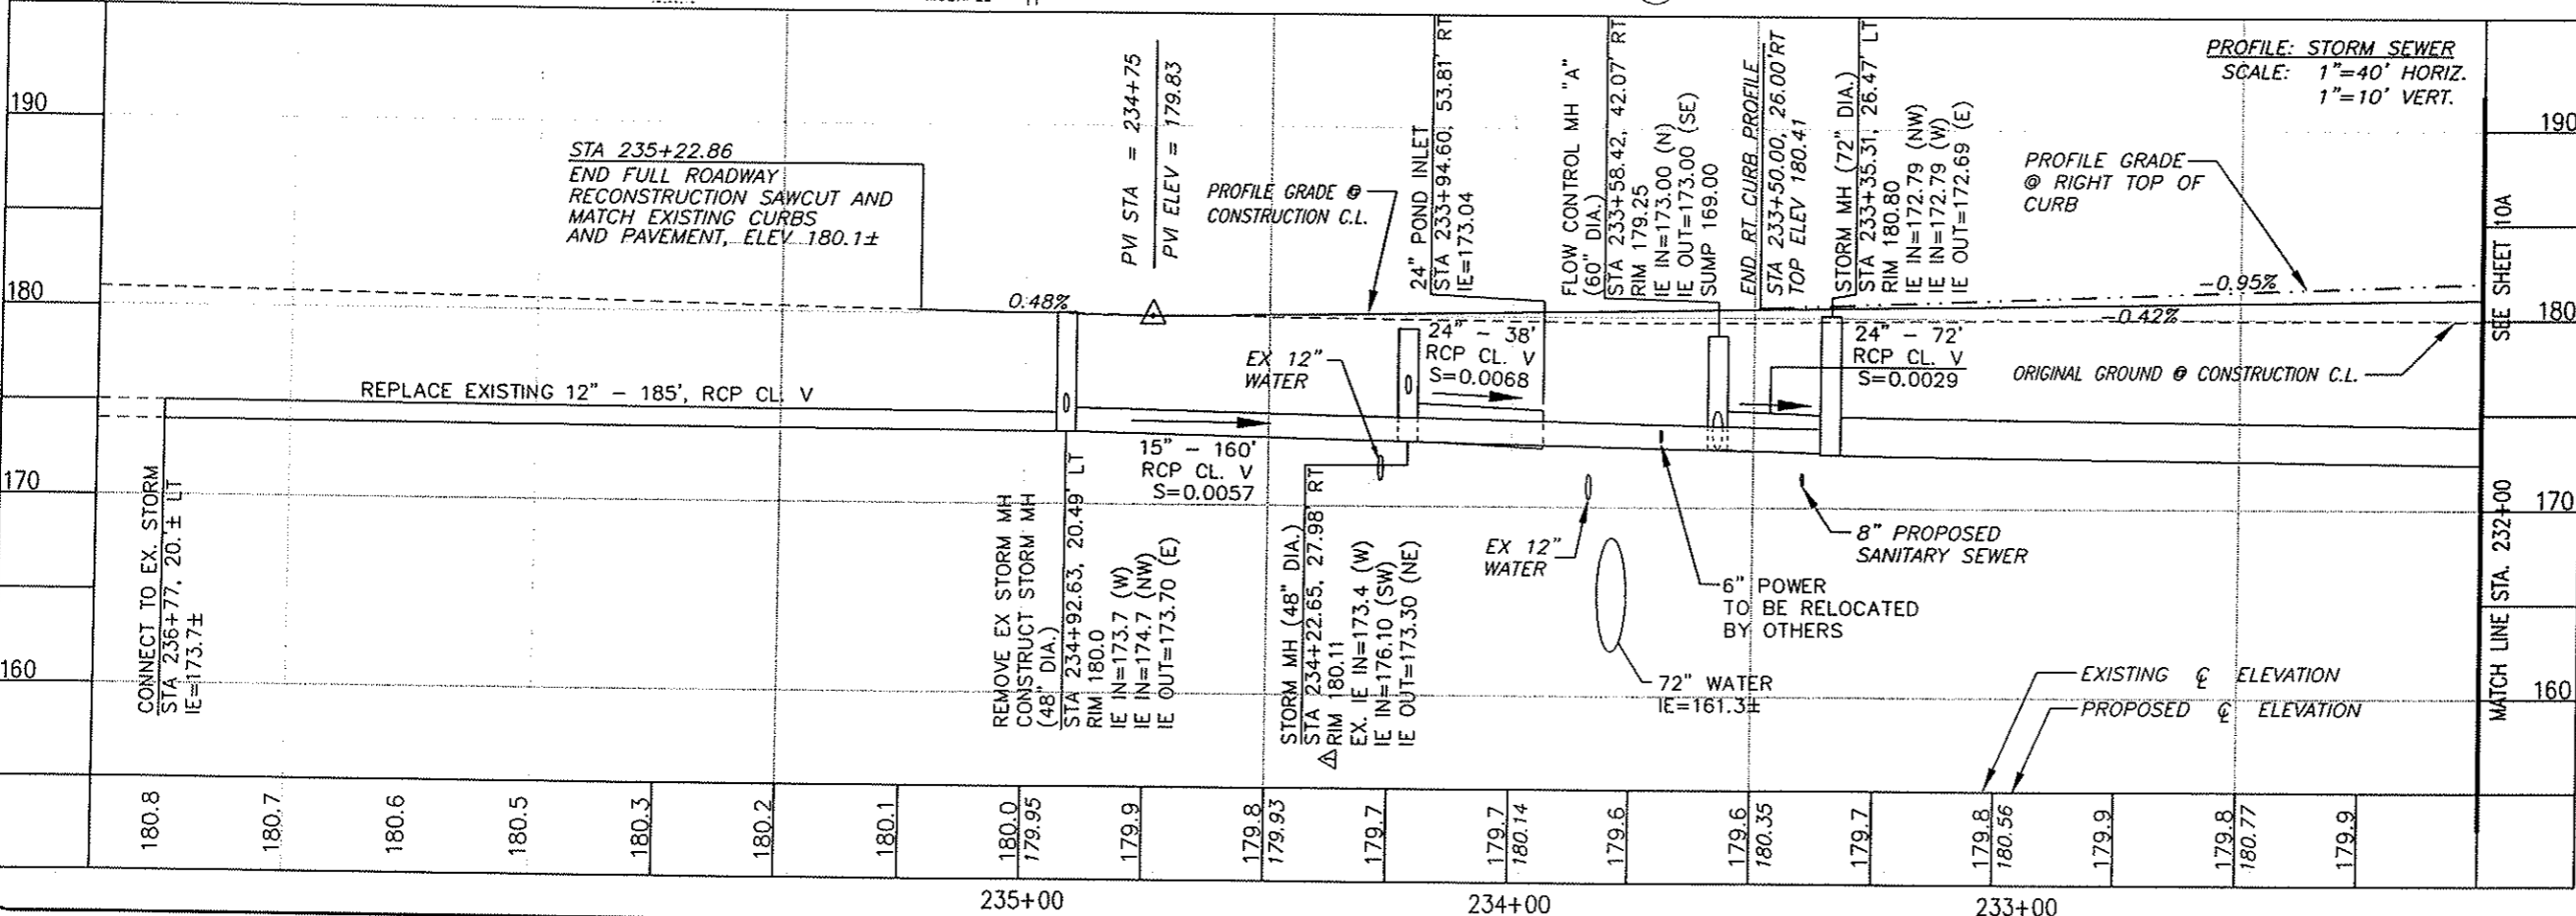 PROFILE: STORM SEWER
SCALE: 1"=40' HORIZ.
1"=10' VERT.
190
180
170
160
190
180
170
160
STA 235+22.86
END FULL ROADWAY
RECONSTRUCTION SAWCUT AND
MATCH EXISTING CURBS
AND PAVEMENT, ELEV 180.1±
PVI STA = 234+75
PVI ELEV = 179.83
PROFILE GRADE @
CONSTRUCTION C.L.
24" POND INLET
STA 233+94.60, 53.81' RT
IE=173.04
FLOW CONTROL MH "A"
(60" DIA.)
STA 233+58.42, 42.07' RT
RIM 179.25
IE IN=173.00 (N)
IE OUT=173.00 (SE)
SUMP 169.00
END RT. CURB PROFILE
STA 233+50.00, 26.00'RT
TOP ELEV 180.41
STORM MH (72" DIA.)
STA 233+35.31, 26.47' LT
RIM 180.80
IE IN=172.79 (NW)
IE IN=172.79 (W)
IE OUT=172.69 (E)
PROFILE GRADE
@ RIGHT TOP OF
CURB
-0.95%
-0.42%
0.48%
ORIGINAL GROUND @ CONSTRUCTION C.L.
SEE SHEET 10A
MATCH LINE STA. 232+00
REPLACE EXISTING 12" - 185', RCP CL. V
EX 12"
WATER
24" - 38'
RCP CL. V
S=0.0068
24" - 72'
RCP CL. V
S=0.0029
15" - 160'
RCP CL. V
S=0.0057
CONNECT TO EX. STORM
STA 236+77, 20.'± LT
IE=173.7±
REMOVE EX STORM MH
CONSTRUCT STORM MH
(48" DIA.)
STA 234+92.63, 20.49' LT
RIM 180.0
IE IN=173.7 (W)
IE IN=174.7 (NW)
IE OUT=173.70 (E)
STORM MH (48" DIA.)
STA 234+22.65, 27.98' RT
RIM 180.11
EX. IE IN=173.4 (W)
IE IN=176.10 (SW)
IE OUT=173.30 (NE)
EX 12"
WATER
8" PROPOSED
SANITARY SEWER
6" POWER
TO BE RELOCATED
BY OTHERS
72" WATER
IE=161.3±
EXISTING ℄ ELEVATION
PROPOSED ℄ ELEVATION
180.8
180.7
180.6
180.5
180.3
180.2
180.1
180.0
179.95
179.9
179.8
179.93
179.7
179.7
180.14
179.6
179.6
180.35
179.7
179.8
180.56
179.9
179.8
180.77
179.9
235+00
234+00
233+00